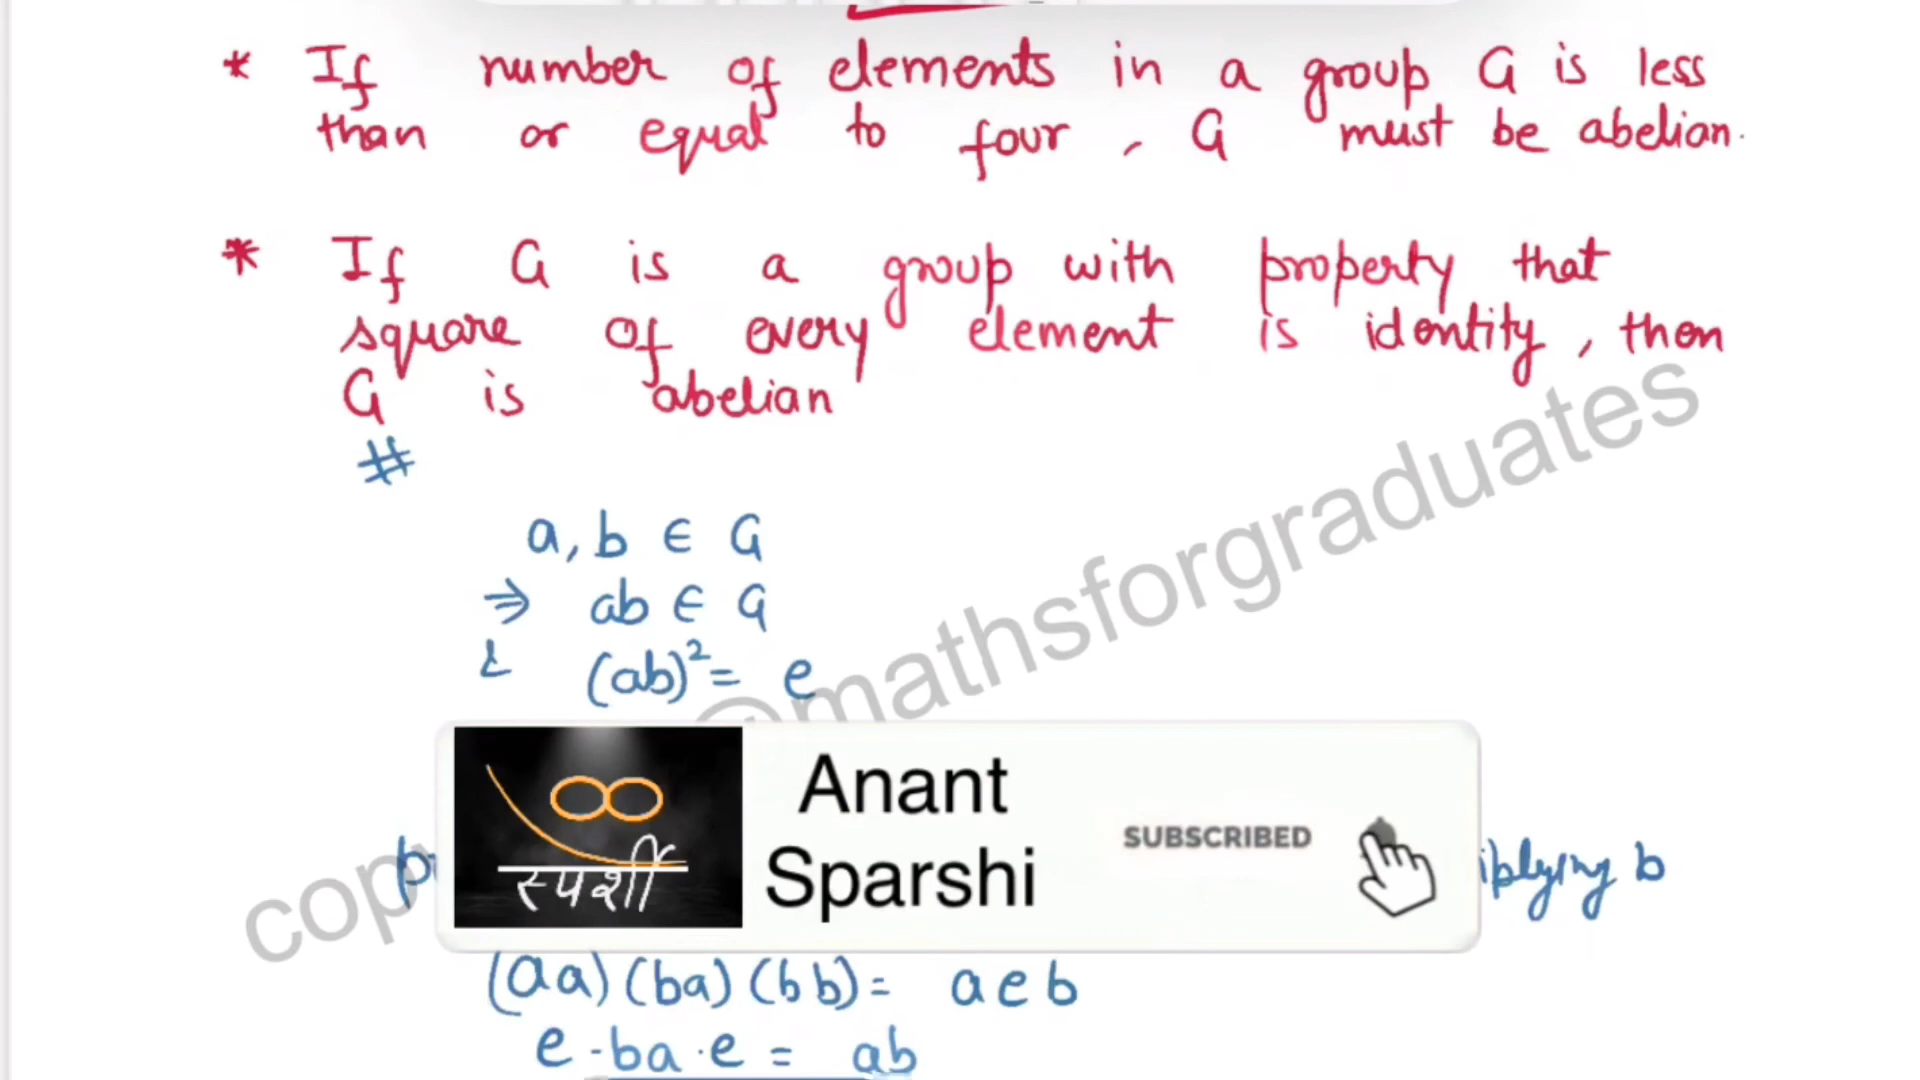 * If number of elements in a group G is less
than or equal to four, G must be abelian.
* If G is a group with property that
square of every element is identity, then
G is abelian
#
a, b ∈ G
⇒ ab ∈ G
& (ab)² = e
@mathsforgraduates
Anant
Sparshi
SUBSCRIBED
स्पर्शी
b
(aa)(ba)(bb) = aeb
e·ba·e = ab